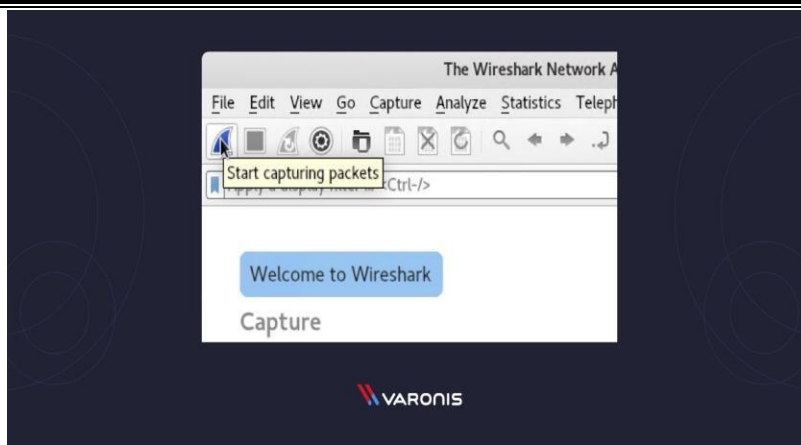 The Wireshark Network A
File Edit View Go Capture Analyze Statistics Teleph
Start capturing packets
<Ctrl-/>
Welcome to Wireshark
Capture
VARONIS